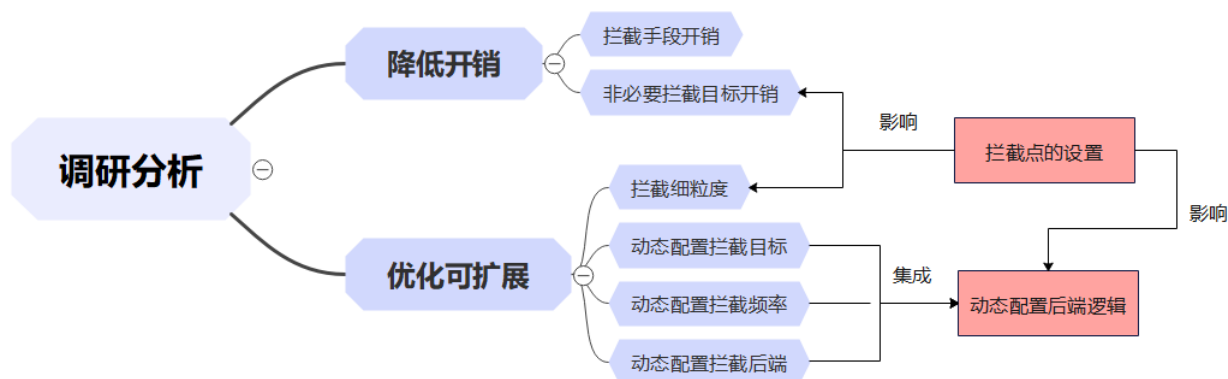 调研分析
降低开销
拦截手段开销
非必要拦截目标开销
优化可扩展
拦截细粒度
动态配置拦截目标
动态配置拦截频率
动态配置拦截后端
影响
拦截点的设置
影响
集成
动态配置后端逻辑